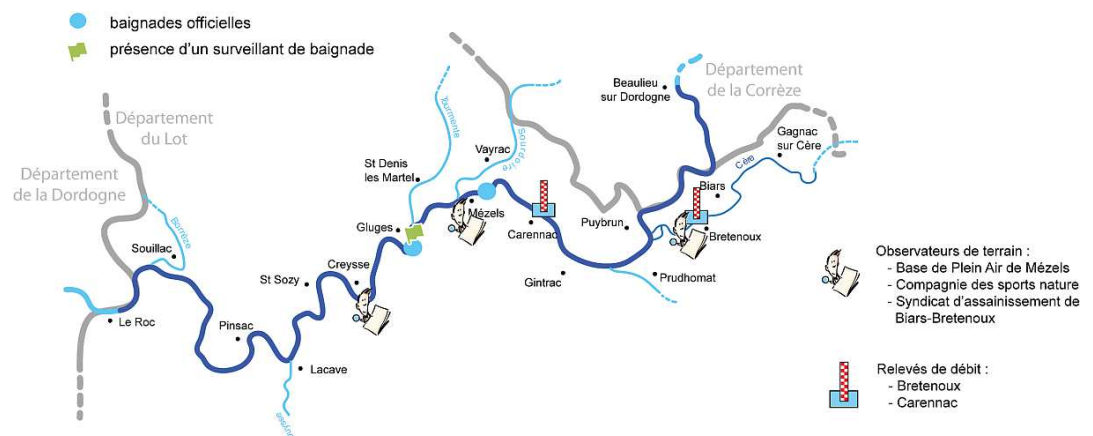 baignades officielles
présence d'un surveillant de baignade
Département
du Lot
Département
de la Dordogne
Département
de la Corrèze
Beaulieu
sur Dordogne
Gagnac
sur Cère
Cère
Tourmente
Sourdoire
Vayrac
St Denis
les Martel
Biars
Mézels
Gluges
Carennac
Puybrun
Bretenoux
Borrèze
Souillac
Creysse
St Sozy
Gintrac
Prudhomat
Le Roc
Pinsac
Lacave
Observateurs de terrain :
- Base de Plein Air de Mézels
- Compagnie des sports nature
- Syndicat d'assainissement de
Biars-Bretenoux
Relevés de débit :
- Bretenoux
- Carennac